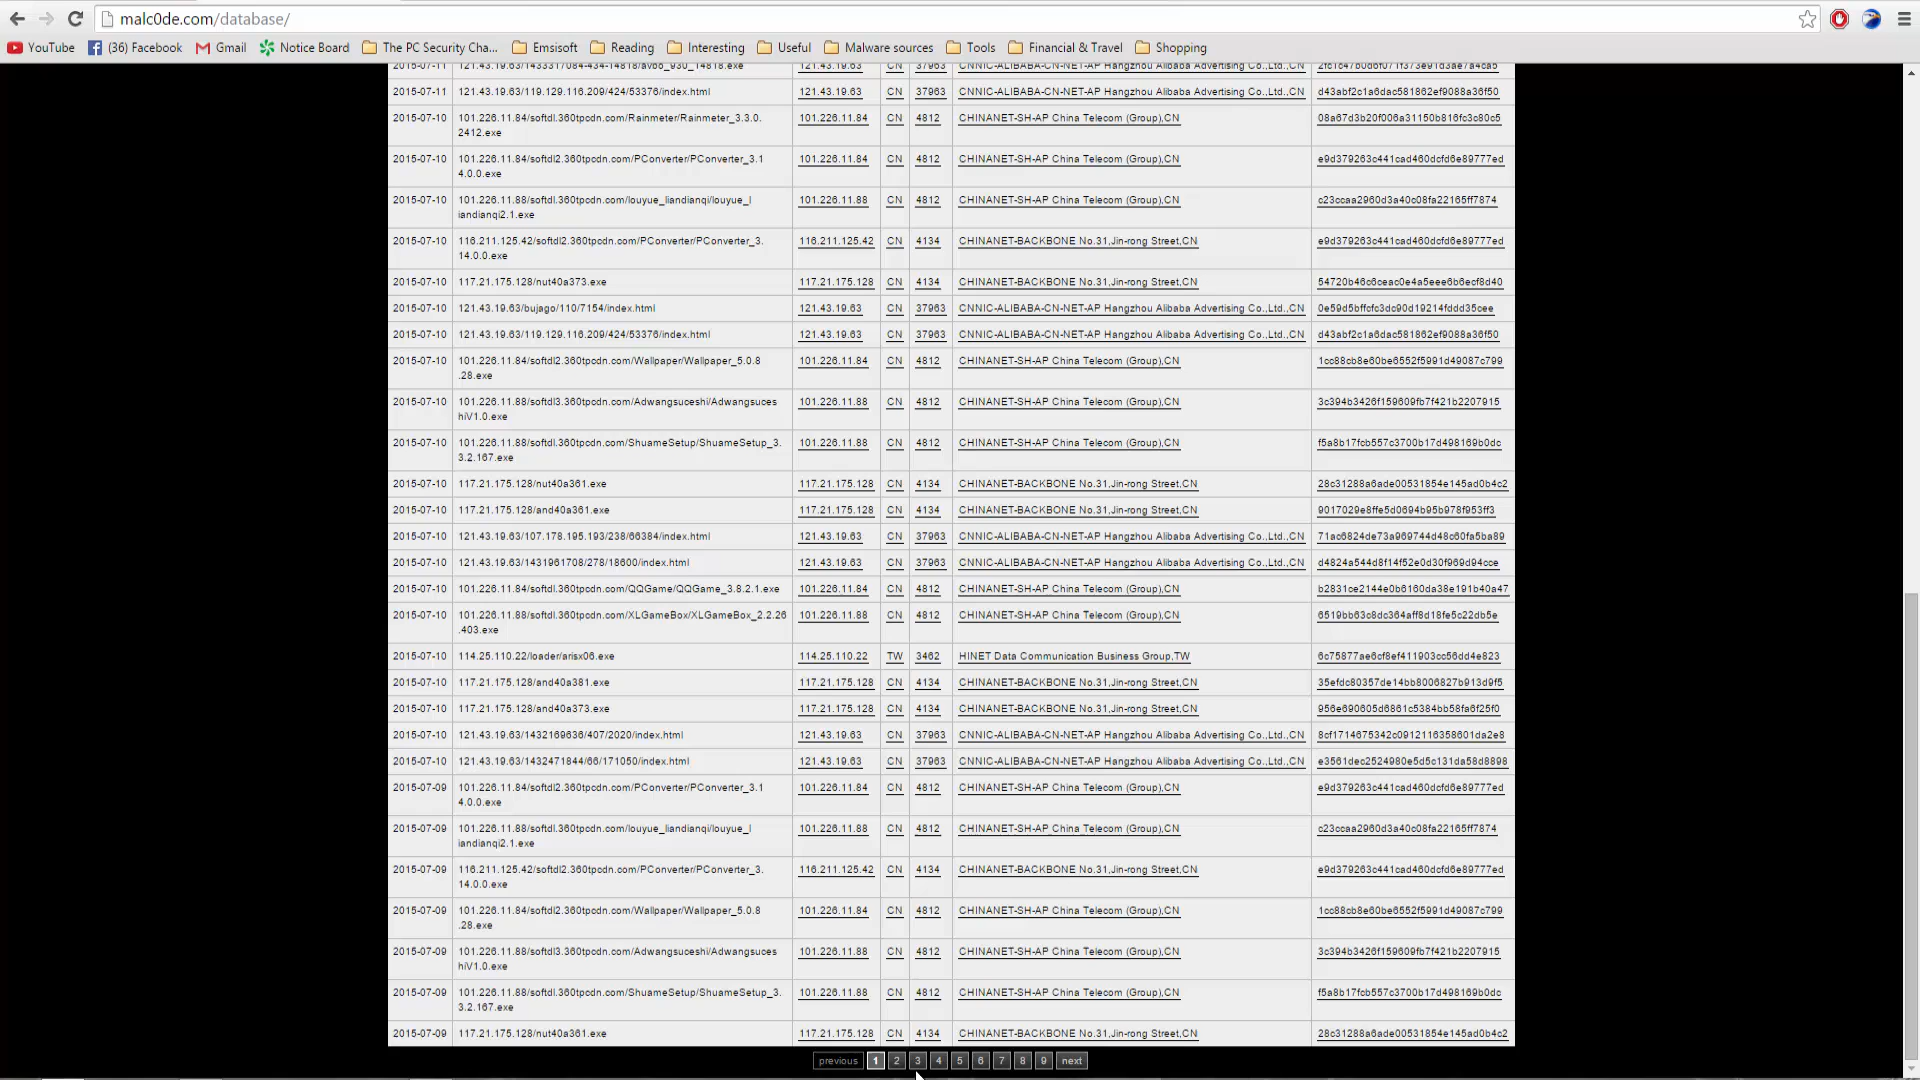 malc0de.com/database/
YouTube (36) Facebook Gmail Notice Board The PC Security Cha... Emsisoft Reading Interesting Useful Malware sources Tools Financial & Travel Shopping
2015-07-11 121.43.19.63 CN 37963 CNNIC-ALIBABA-CN-NET-AP Hangzhou Alibaba Advertising Co.,Ltd.,CN
2015-07-11 121.43.19.63/119.129.116.209/424/53376/index.html 121.43.19.63 CN 37963 CNNIC-ALIBABA-CN-NET-AP Hangzhou Alibaba Advertising Co.,Ltd.,CN d43abf2c1a6dac581862ef9088a36f50
2015-07-10 101.226.11.84/softdl.360tpcdn.com/Rainmeter/Rainmeter_3.3.0. 101.226.11.84 CN 4812 CHINANET-SH-AP China Telecom (Group),CN 08a67d3b20f006a31150b816fc3c80c5
2412.exe
2015-07-10 101.226.11.84/softdl2.360tpcdn.com/PConverter/PConverter_3.1 101.226.11.84 CN 4812 CHINANET-SH-AP China Telecom (Group),CN e9d379263c441cad460dcfd6e89777ed
4.0.0.exe
2015-07-10 101.226.11.88/softdl.360tpcdn.com/louyue_liandianqi/louyue_l 101.226.11.88 CN 4812 CHINANET-SH-AP China Telecom (Group),CN c23ccaa2960d3a40c08fa22165ff7874
iandianqi2.1.exe
2015-07-10 116.211.125.42/softdl2.360tpcdn.com/PConverter/PConverter_3. 116.211.125.42 CN 4134 CHINANET-BACKBONE No.31,Jin-rong Street,CN e9d379263c441cad460dcfd6e89777ed
14.0.0.exe
2015-07-10 117.21.175.128/nut40a373.exe 117.21.175.128 CN 4134 CHINANET-BACKBONE No.31,Jin-rong Street,CN 54720b46c6ceac0e4a5eee6b6ecf8d40
2015-07-10 121.43.19.63/bujago/110/7154/index.html 121.43.19.63 CN 37963 CNNIC-ALIBABA-CN-NET-AP Hangzhou Alibaba Advertising Co.,Ltd.,CN 0e59d5bffcfc3dc90d19214fddd35cee
2015-07-10 121.43.19.63/119.129.116.209/424/53376/index.html 121.43.19.63 CN 37963 CNNIC-ALIBABA-CN-NET-AP Hangzhou Alibaba Advertising Co.,Ltd.,CN d43abf2c1a6dac581862ef9088a36f50
2015-07-10 101.226.11.84/softdl2.360tpcdn.com/Wallpaper/Wallpaper_5.0.8 101.226.11.84 CN 4812 CHINANET-SH-AP China Telecom (Group),CN 1cc88cb8e60be6552f5991d49087c799
.28.exe
2015-07-10 101.226.11.88/softdl3.360tpcdn.com/Adwangsuceshi/Adwangsuces 101.226.11.88 CN 4812 CHINANET-SH-AP China Telecom (Group),CN 3c394b3426f159609fb7f421b2207915
hiV1.0.exe
2015-07-10 101.226.11.88/softdl.360tpcdn.com/ShuameSetup/ShuameSetup_3. 101.226.11.88 CN 4812 CHINANET-SH-AP China Telecom (Group),CN f5a8b17fcb557c3700b17d498169b0dc
3.2.167.exe
2015-07-10 117.21.175.128/nut40a361.exe 117.21.175.128 CN 4134 CHINANET-BACKBONE No.31,Jin-rong Street,CN 28c31288a6ade00531854e145ad0b4c2
2015-07-10 117.21.175.128/and40a361.exe 117.21.175.128 CN 4134 CHINANET-BACKBONE No.31,Jin-rong Street,CN 9017029e8ffe5d0694b95b978f953ff3
2015-07-10 121.43.19.63/107.178.195.193/238/66384/index.html 121.43.19.63 CN 37963 CNNIC-ALIBABA-CN-NET-AP Hangzhou Alibaba Advertising Co.,Ltd.,CN 71ac6824de73a969744d48c60fa5ba89
2015-07-10 121.43.19.63/1431961708/278/18600/index.html 121.43.19.63 CN 37963 CNNIC-ALIBABA-CN-NET-AP Hangzhou Alibaba Advertising Co.,Ltd.,CN d4824a544d8f14f52e0d30f969d94cce
2015-07-10 101.226.11.84/softdl.360tpcdn.com/QQGame/QQGame_3.8.2.1.exe 101.226.11.84 CN 4812 CHINANET-SH-AP China Telecom (Group),CN b2831ce2144e0b6160da38e191b40a47
2015-07-10 101.226.11.88/softdl.360tpcdn.com/XLGameBox/XLGameBox_2.2.26 101.226.11.88 CN 4812 CHINANET-SH-AP China Telecom (Group),CN 6519bb63c8dc364aff8d18fe5c22db5e
.403.exe
2015-07-10 114.25.110.22/loader/arisx06.exe 114.25.110.22 TW 3462 HINET Data Communication Business Group,TW 6c75877ae6cf8ef411903cc56dd4e823
2015-07-10 117.21.175.128/and40a381.exe 117.21.175.128 CN 4134 CHINANET-BACKBONE No.31,Jin-rong Street,CN 35efdc80357de14bb8006827b913d9f5
2015-07-10 117.21.175.128/and40a373.exe 117.21.175.128 CN 4134 CHINANET-BACKBONE No.31,Jin-rong Street,CN 956e690605d6861c5384bb58fa6f25f0
2015-07-10 121.43.19.63/1432169636/407/2020/index.html 121.43.19.63 CN 37963 CNNIC-ALIBABA-CN-NET-AP Hangzhou Alibaba Advertising Co.,Ltd.,CN 8cf1714675342c0912116358601da2e8
2015-07-10 121.43.19.63/1432471844/66/171050/index.html 121.43.19.63 CN 37963 CNNIC-ALIBABA-CN-NET-AP Hangzhou Alibaba Advertising Co.,Ltd.,CN e3561dec2524980e5d5c131da58d8898
2015-07-09 101.226.11.84/softdl2.360tpcdn.com/PConverter/PConverter_3.1 101.226.11.84 CN 4812 CHINANET-SH-AP China Telecom (Group),CN e9d379263c441cad460dcfd6e89777ed
4.0.0.exe
2015-07-09 101.226.11.88/softdl.360tpcdn.com/louyue_liandianqi/louyue_l 101.226.11.88 CN 4812 CHINANET-SH-AP China Telecom (Group),CN c23ccaa2960d3a40c08fa22165ff7874
iandianqi2.1.exe
2015-07-09 116.211.125.42/softdl2.360tpcdn.com/PConverter/PConverter_3. 116.211.125.42 CN 4134 CHINANET-BACKBONE No.31,Jin-rong Street,CN e9d379263c441cad460dcfd6e89777ed
14.0.0.exe
2015-07-09 101.226.11.84/softdl2.360tpcdn.com/Wallpaper/Wallpaper_5.0.8 101.226.11.84 CN 4812 CHINANET-SH-AP China Telecom (Group),CN 1cc88cb8e60be6552f5991d49087c799
.28.exe
2015-07-09 101.226.11.88/softdl3.360tpcdn.com/Adwangsuceshi/Adwangsuces 101.226.11.88 CN 4812 CHINANET-SH-AP China Telecom (Group),CN 3c394b3426f159609fb7f421b2207915
hiV1.0.exe
2015-07-09 101.226.11.88/softdl.360tpcdn.com/ShuameSetup/ShuameSetup_3. 101.226.11.88 CN 4812 CHINANET-SH-AP China Telecom (Group),CN f5a8b17fcb557c3700b17d498169b0dc
3.2.167.exe
2015-07-09 117.21.175.128/nut40a361.exe 117.21.175.128 CN 4134 CHINANET-BACKBONE No.31,Jin-rong Street,CN 28c31288a6ade00531854e145ad0b4c2
previous 1 2 3 4 5 6 7 8 9 next